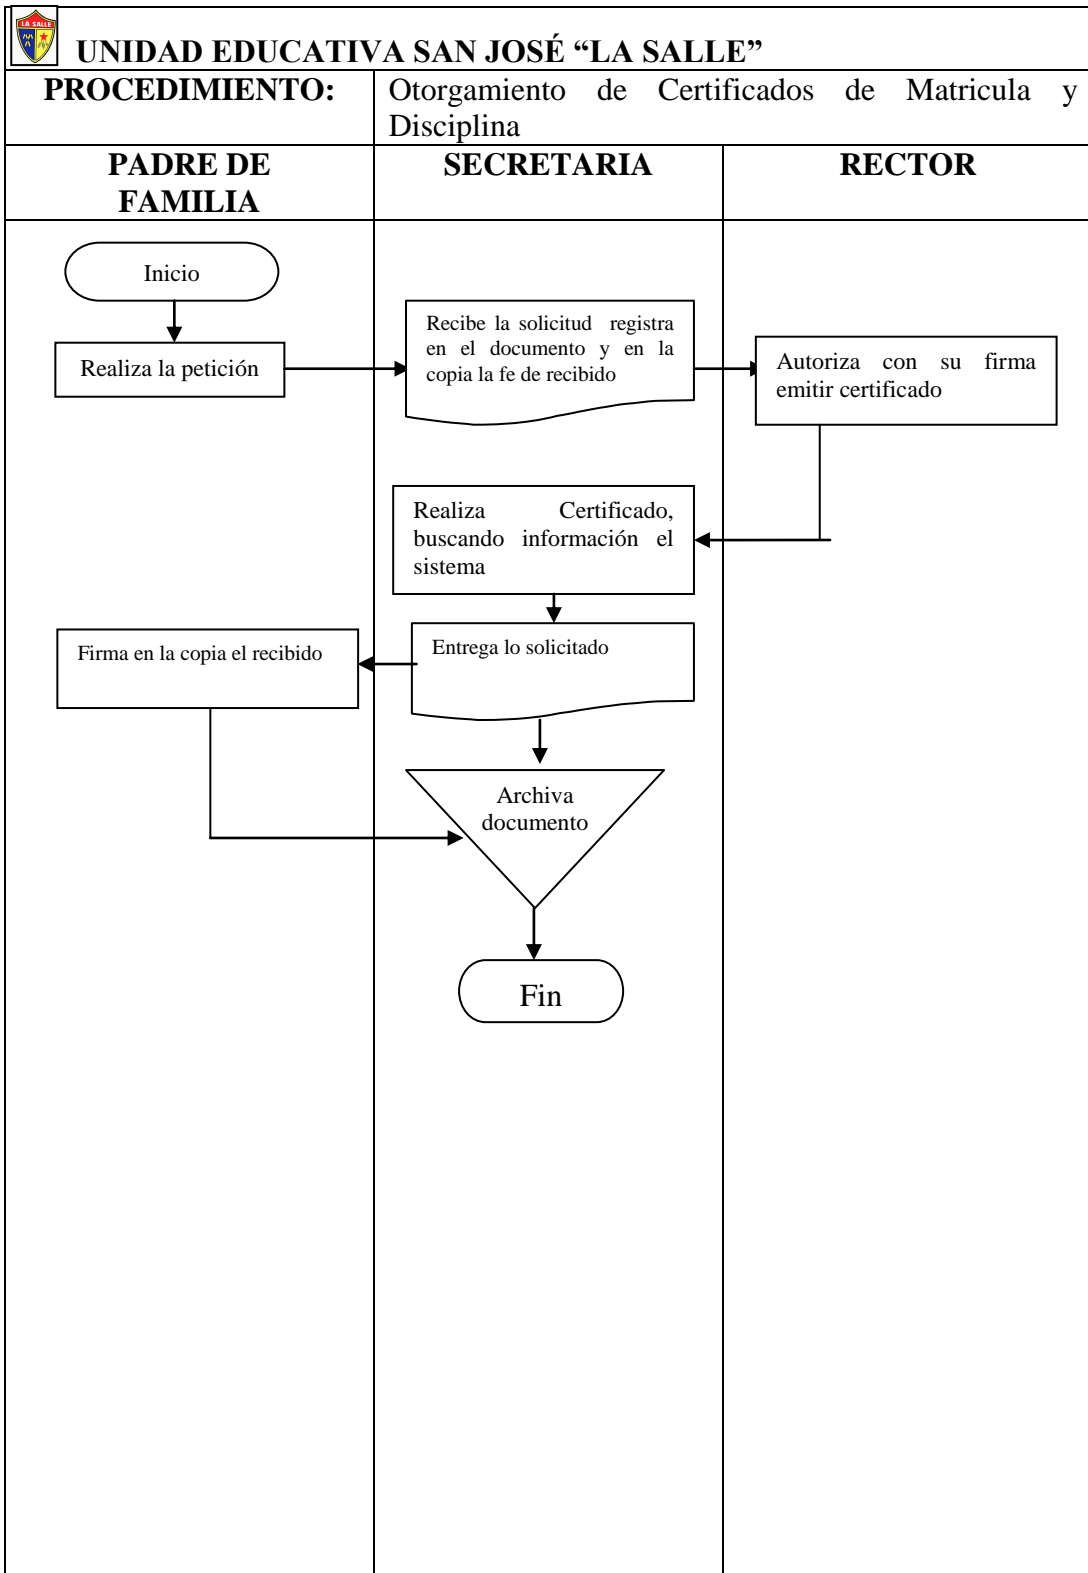 LA SALLE
UNIDAD EDUCATIVA SAN JOSÉ “LA SALLE”
PROCEDIMIENTO:
Otorgamiento de Certificados de Matricula y
Disciplina
PADRE DE
FAMILIA
SECRETARIA
RECTOR
Inicio
Realiza la petición
Recibe la solicitud registra
en el documento y en la
copia la fe de recibido
Autoriza con su firma
emitir certificado
Realiza Certificado,
buscando información el
sistema
Entrega lo solicitado
Firma en la copia el recibido
Archiva
documento
Fin